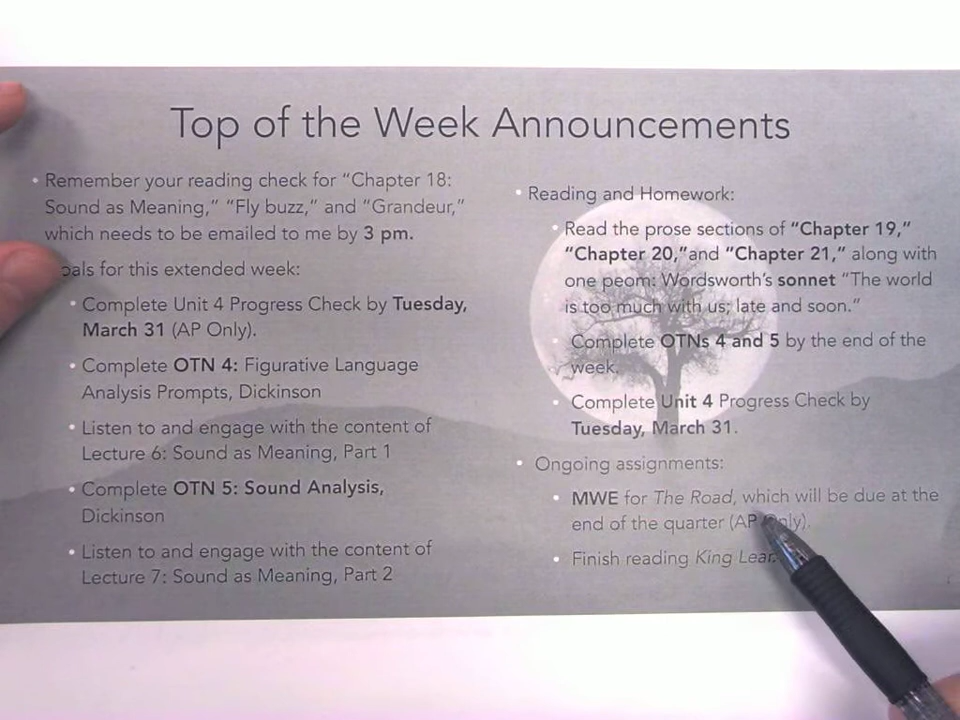 Top of the Week Announcements
• Remember your reading check for “Chapter 18:
Sound as Meaning,” “Fly buzz,” and “Grandeur,”
which needs to be emailed to me by 3 pm.
oals for this extended week:
• Complete Unit 4 Progress Check by Tuesday,
March 31 (AP Only).
• Complete OTN 4: Figurative Language
Analysis Prompts, Dickinson
• Listen to and engage with the content of
Lecture 6: Sound as Meaning, Part 1
• Complete OTN 5: Sound Analysis,
Dickinson
• Listen to and engage with the content of
Lecture 7: Sound as Meaning, Part 2
• Reading and Homework:
• Read the prose sections of “Chapter 19,”
“Chapter 20,”and “Chapter 21,” along with
one peom: Wordsworth’s sonnet “The world
is too much with us; late and soon.”
• Complete OTNs 4 and 5 by the end of the
week.
• Complete Unit 4 Progress Check by
Tuesday, March 31.
• Ongoing assignments:
• MWE for The Road, which will be due at the
end of the quarter (AP Only).
• Finish reading King Lear.